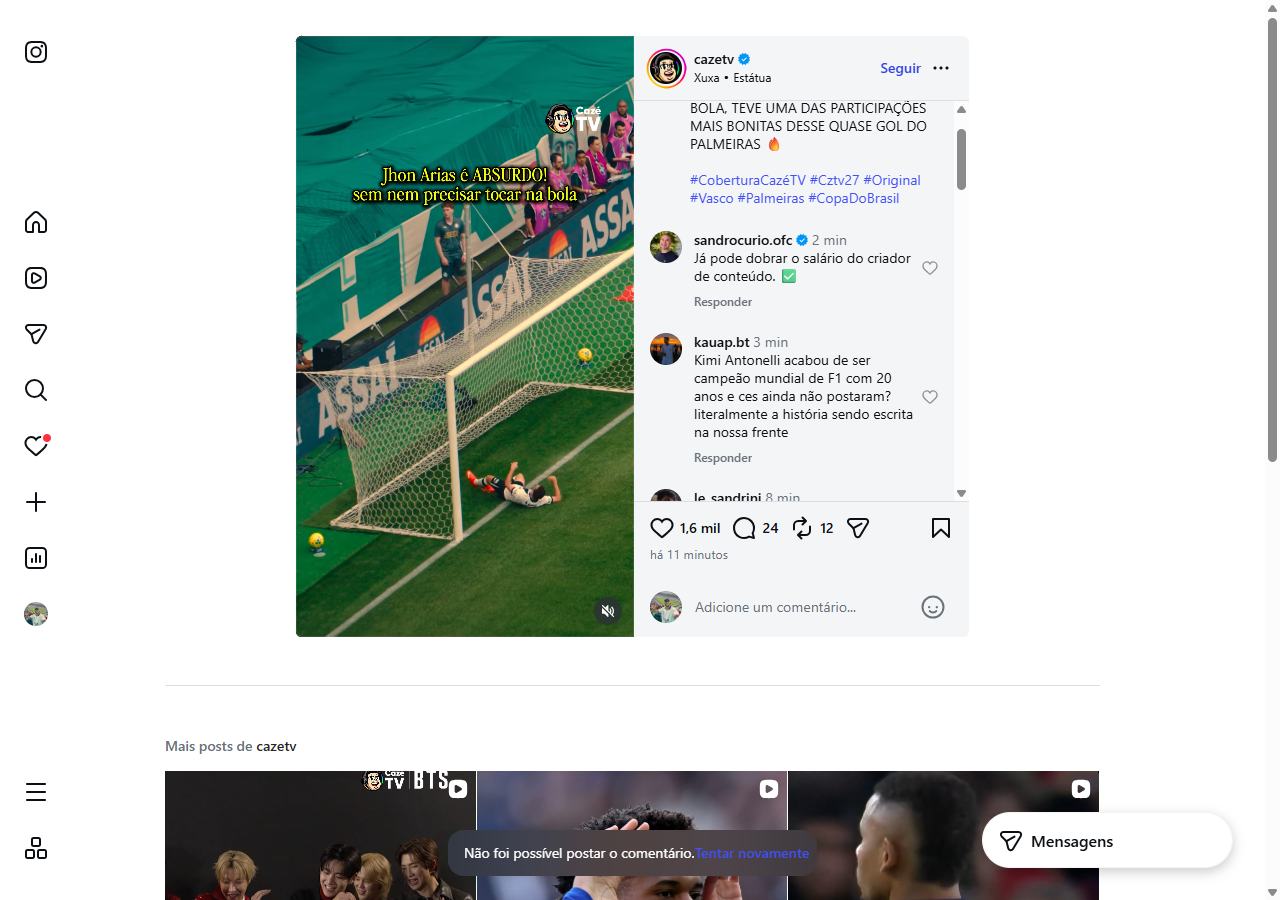 Cazé
TV
Jhon Arias é ABSURDO!
sem nem precisar tocar na bola
ASSAÍ
ASSAÍ
ASSAÍ
cazetv
Xuxa • Estátua
Seguir
BOLA, TEVE UMA DAS PARTICIPAÇÕES
MAIS BONITAS DESSE QUASE GOL DO
PALMEIRAS 🔥
#CoberturaCazéTV #Cztv27 #Original
#Vasco #Palmeiras #CopaDoBrasil
sandrocurio.ofc 2 min
Já pode dobrar o salário do criador
de conteúdo. ✅
Responder
kauap.bt 3 min
Kimi Antonelli acabou de ser
campeão mundial de F1 com 20
anos e ces ainda não postaram?
literalmente a história sendo escrita
na nossa frente
Responder
le_sandrini 8 min
1,6 mil 24 12
há 11 minutos
Adicione um comentário...
Mais posts de cazetv
Cazé
TV BTS
Não foi possível postar o comentário. Tentar novamente
Mensagens